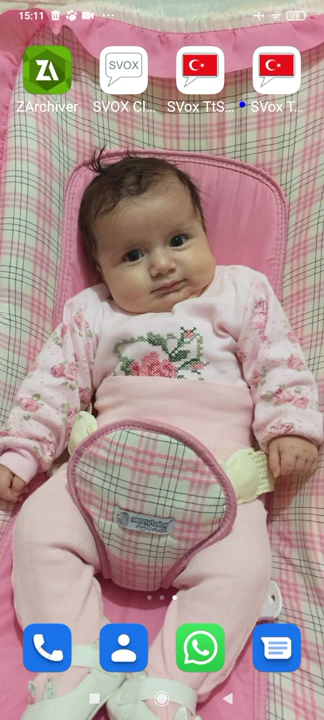 15:11
ZArchiver
SVOX Cl...
SVox TtS...
SVox T...
SVOX
nannybaby